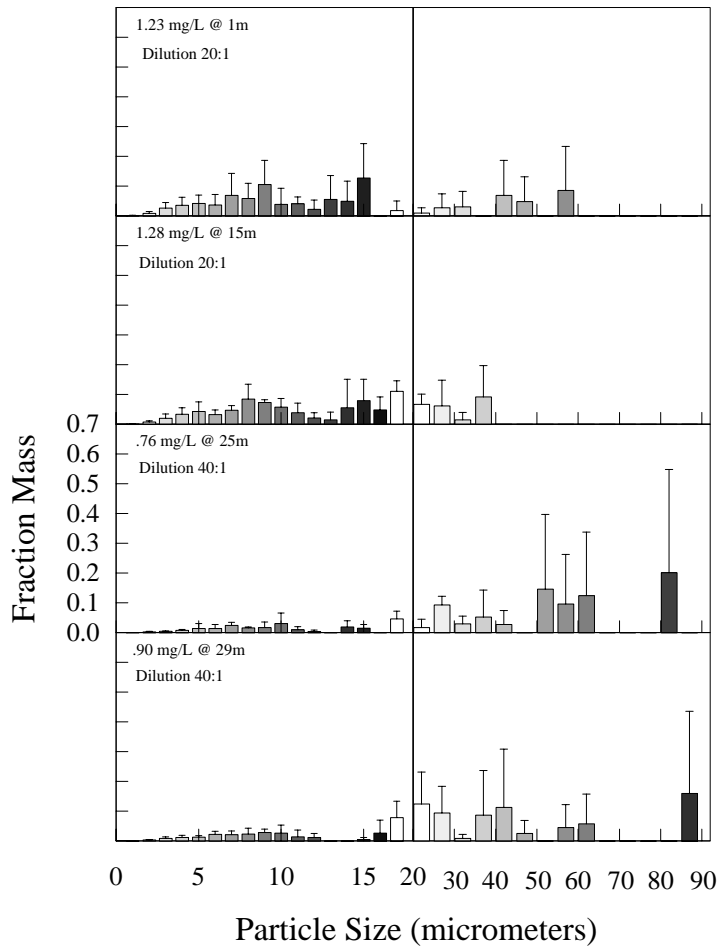 1.23 mg/L @ 1m
Dilution 20:1
1.28 mg/L @ 15m
Dilution 20:1
0.7
.76 mg/L @ 25m
0.6
Dilution 40:1
0.5
0.4
0.3
0.2
0.1
0.0
Fraction Mass
.90 mg/L @ 29m
Dilution 40:1
0 5 10 15 20 30 40 50 60 70 80 90
Particle Size (micrometers)